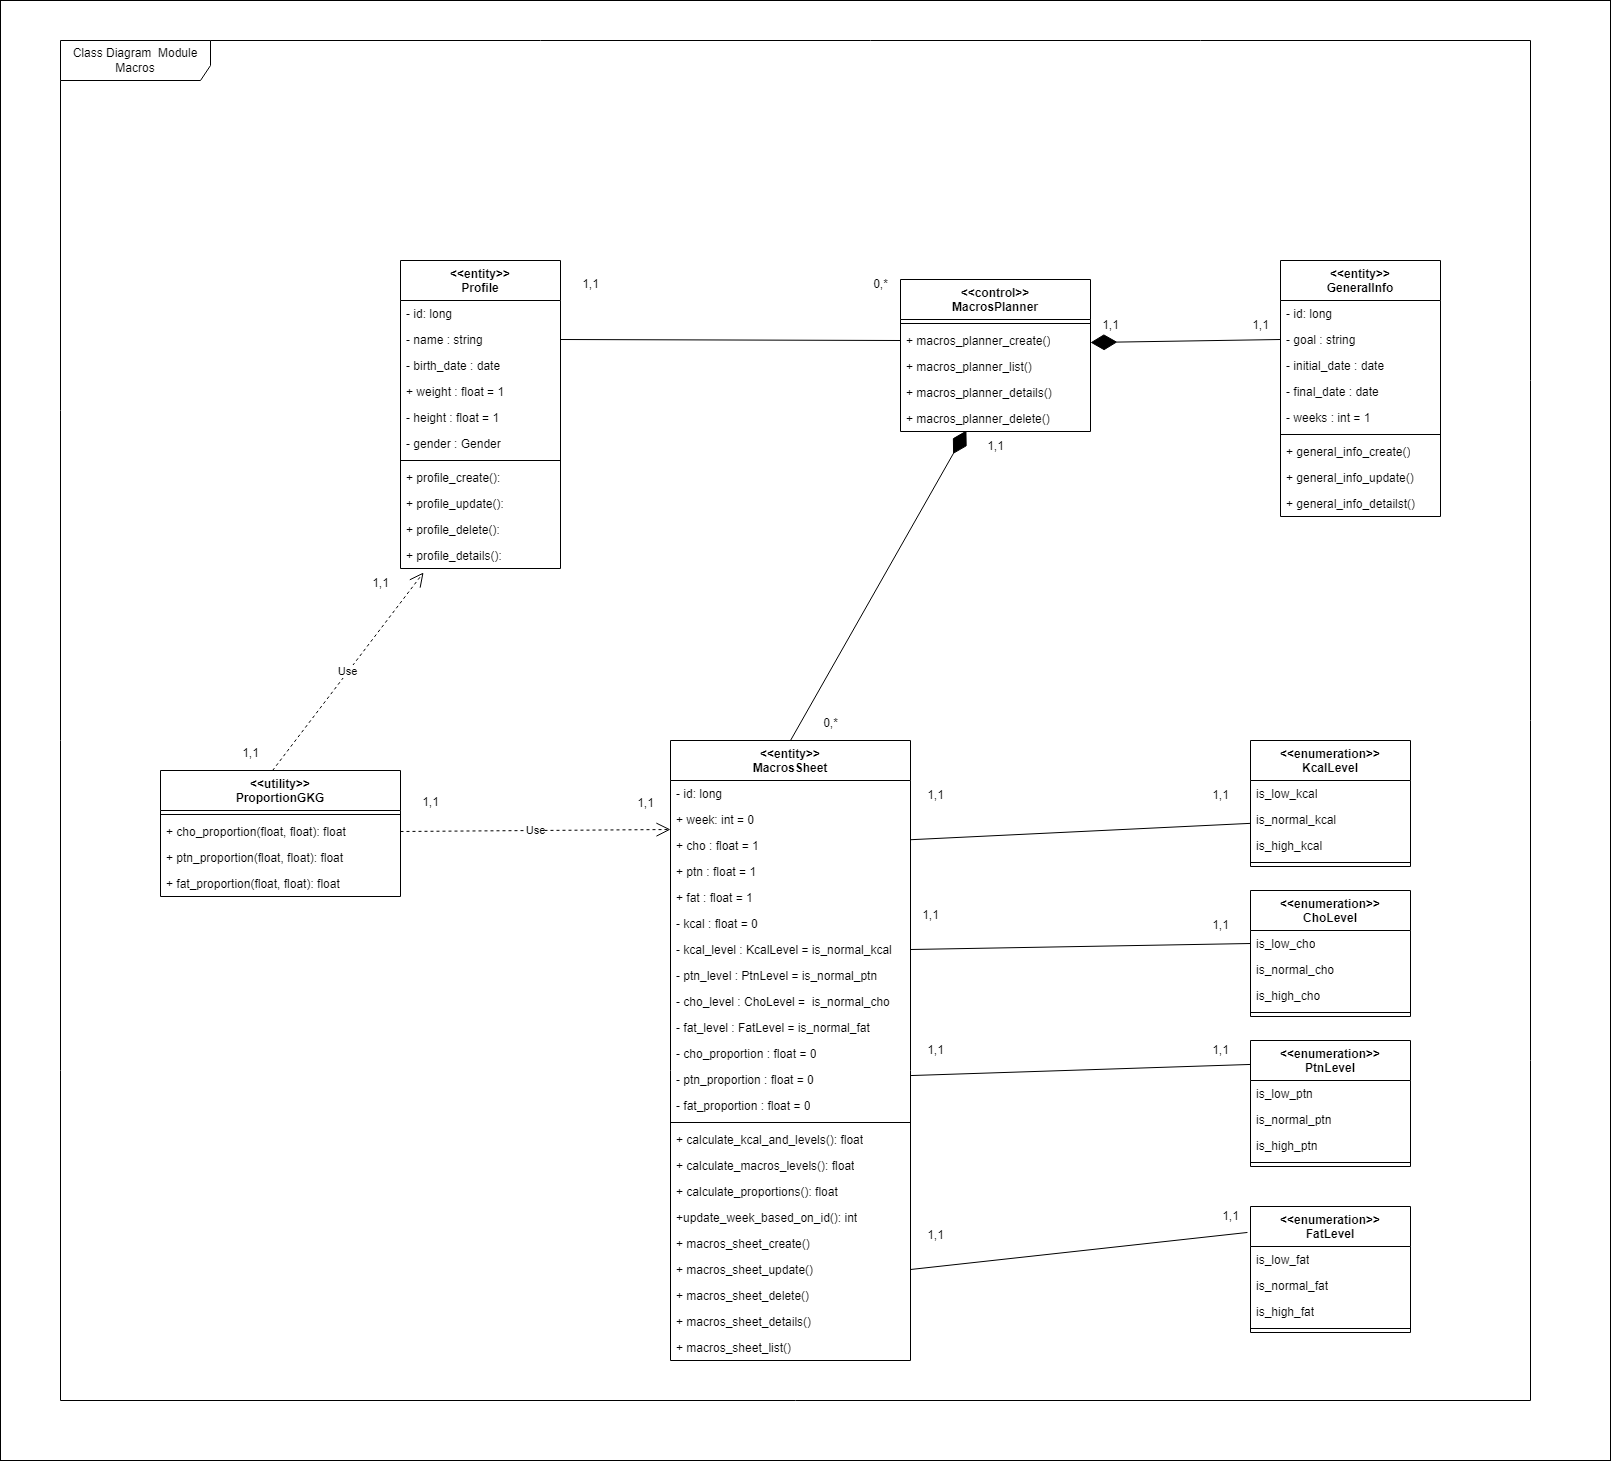 Class Diagram Module
Macros
<<entity>>
Profile
- id: long
- name : string
- birth_date : date
+ weight : float = 1
- height : float = 1
- gender : Gender
+ profile_create():
+ profile_update():
+ profile_delete():
+ profile_details():
1,1
0,*
<<control>>
MacrosPlanner
+ macros_planner_create()
+ macros_planner_list()
+ macros_planner_details()
+ macros_planner_delete()
1,1
1,1
<<entity>>
GeneralInfo
- id: long
- goal : string
- initial_date : date
- final_date : date
- weeks : int = 1
+ general_info_create()
+ general_info_update()
+ general_info_detailst()
1,1
0,*
1,1
Use
1,1
<<utility>>
ProportionGKG
+ cho_proportion(float, float): float
+ ptn_proportion(float, float): float
+ fat_proportion(float, float): float
1,1
Use
1,1
<<entity>>
MacrosSheet
- id: long
+ week: int = 0
+ cho : float = 1
+ ptn : float = 1
+ fat : float = 1
- kcal : float = 0
- kcal_level : KcalLevel = is_normal_kcal
- ptn_level : PtnLevel = is_normal_ptn
- cho_level : ChoLevel = is_normal_cho
- fat_level : FatLevel = is_normal_fat
- cho_proportion : float = 0
- ptn_proportion : float = 0
- fat_proportion : float = 0
+ calculate_kcal_and_levels(): float
+ calculate_macros_levels(): float
+ calculate_proportions(): float
+update_week_based_on_id(): int
+ macros_sheet_create()
+ macros_sheet_update()
+ macros_sheet_delete()
+ macros_sheet_details()
+ macros_sheet_list()
1,1
1,1
<<enumeration>>
KcalLevel
is_low_kcal
is_normal_kcal
is_high_kcal
1,1
1,1
<<enumeration>>
ChoLevel
is_low_cho
is_normal_cho
is_high_cho
1,1
1,1
<<enumeration>>
PtnLevel
is_low_ptn
is_normal_ptn
is_high_ptn
1,1
1,1
<<enumeration>>
FatLevel
is_low_fat
is_normal_fat
is_high_fat